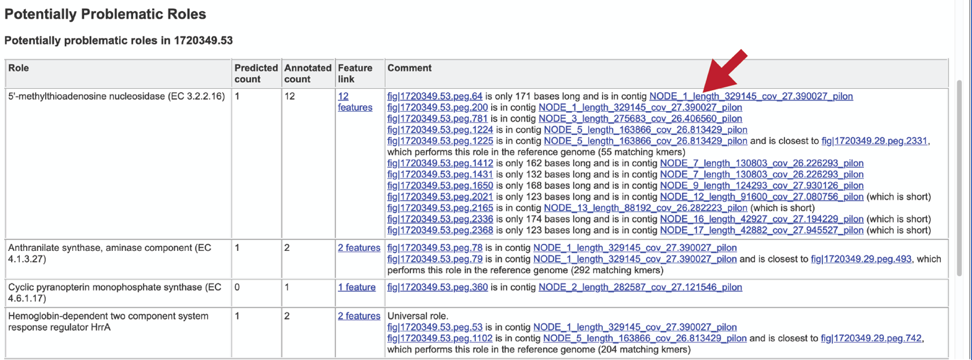 Potentially Problematic Roles
Potentially problematic roles in 1720349.53
Role
Predicted count
Annotated count
Feature link
Comment
5'-methylthioadenosine nucleosidase (EC 3.2.2.16)
1
12
12 features
fig|1720349.53.peg.64 is only 171 bases long and is in contig NODE_1_length_329145_cov_27.390027_pilon
fig|1720349.53.peg.200 is in contig NODE_1_length_329145_cov_27.390027_pilon
fig|1720349.53.peg.781 is in contig NODE_3_length_275683_cov_26.406560_pilon
fig|1720349.53.peg.1224 is in contig NODE_5_length_163866_cov_26.813429_pilon
fig|1720349.53.peg.1225 is in contig NODE_5_length_163866_cov_26.813429_pilon and is closest to fig|1720349.29.peg.2331,
which performs this role in the reference genome (55 matching kmers)
fig|1720349.53.peg.1412 is only 162 bases long and is in contig NODE_7_length_130803_cov_26.226293_pilon
fig|1720349.53.peg.1431 is only 132 bases long and is in contig NODE_7_length_130803_cov_26.226293_pilon
fig|1720349.53.peg.1650 is only 168 bases long and is in contig NODE_9_length_124293_cov_27.930126_pilon
fig|1720349.53.peg.2021 is only 123 bases long and is in contig NODE_12_length_91600_cov_27.080756_pilon (which is short)
fig|1720349.53.peg.2165 is in contig NODE_13_length_88192_cov_26.282223_pilon (which is short)
fig|1720349.53.peg.2336 is only 174 bases long and is in contig NODE_16_length_42927_cov_27.194229_pilon (which is short)
fig|1720349.53.peg.2368 is only 123 bases long and is in contig NODE_17_length_42882_cov_27.945527_pilon (which is short)
Anthranilate synthase, aminase component (EC
4.1.3.27)
1
2
2 features
fig|1720349.53.peg.78 is in contig NODE_1_length_329145_cov_27.390027_pilon
fig|1720349.53.peg.79 is in contig NODE_1_length_329145_cov_27.390027_pilon and is closest to fig|1720349.29.peg.493, which
performs this role in the reference genome (292 matching kmers)
Cyclic pyranopterin monophosphate synthase (EC
4.6.1.17)
0
1
1 feature
fig|1720349.53.peg.360 is in contig NODE_2_length_282587_cov_27.121546_pilon
Hemoglobin-dependent two component system
response regulator HrrA
1
2
2 features
Universal role.
fig|1720349.53.peg.53 is in contig NODE_1_length_329145_cov_27.390027_pilon
fig|1720349.53.peg.1102 is in contig NODE_5_length_163866_cov_26.813429_pilon and is closest to fig|1720349.29.peg.742,
which performs this role in the reference genome (204 matching kmers)